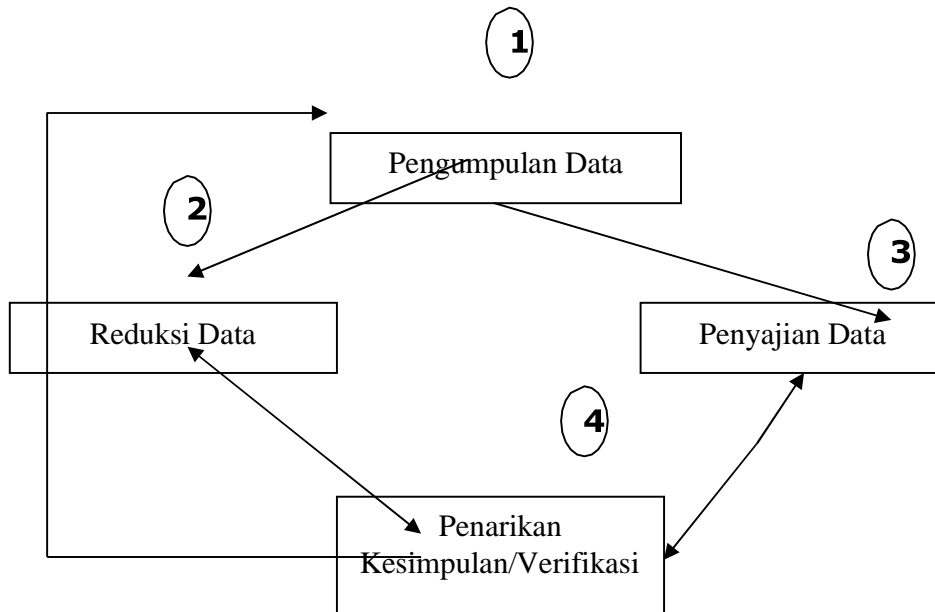 1
Pengumpulan Data
2
3
Reduksi Data
Penyajian Data
4
Penarikan
Kesimpulan/Verifikasi